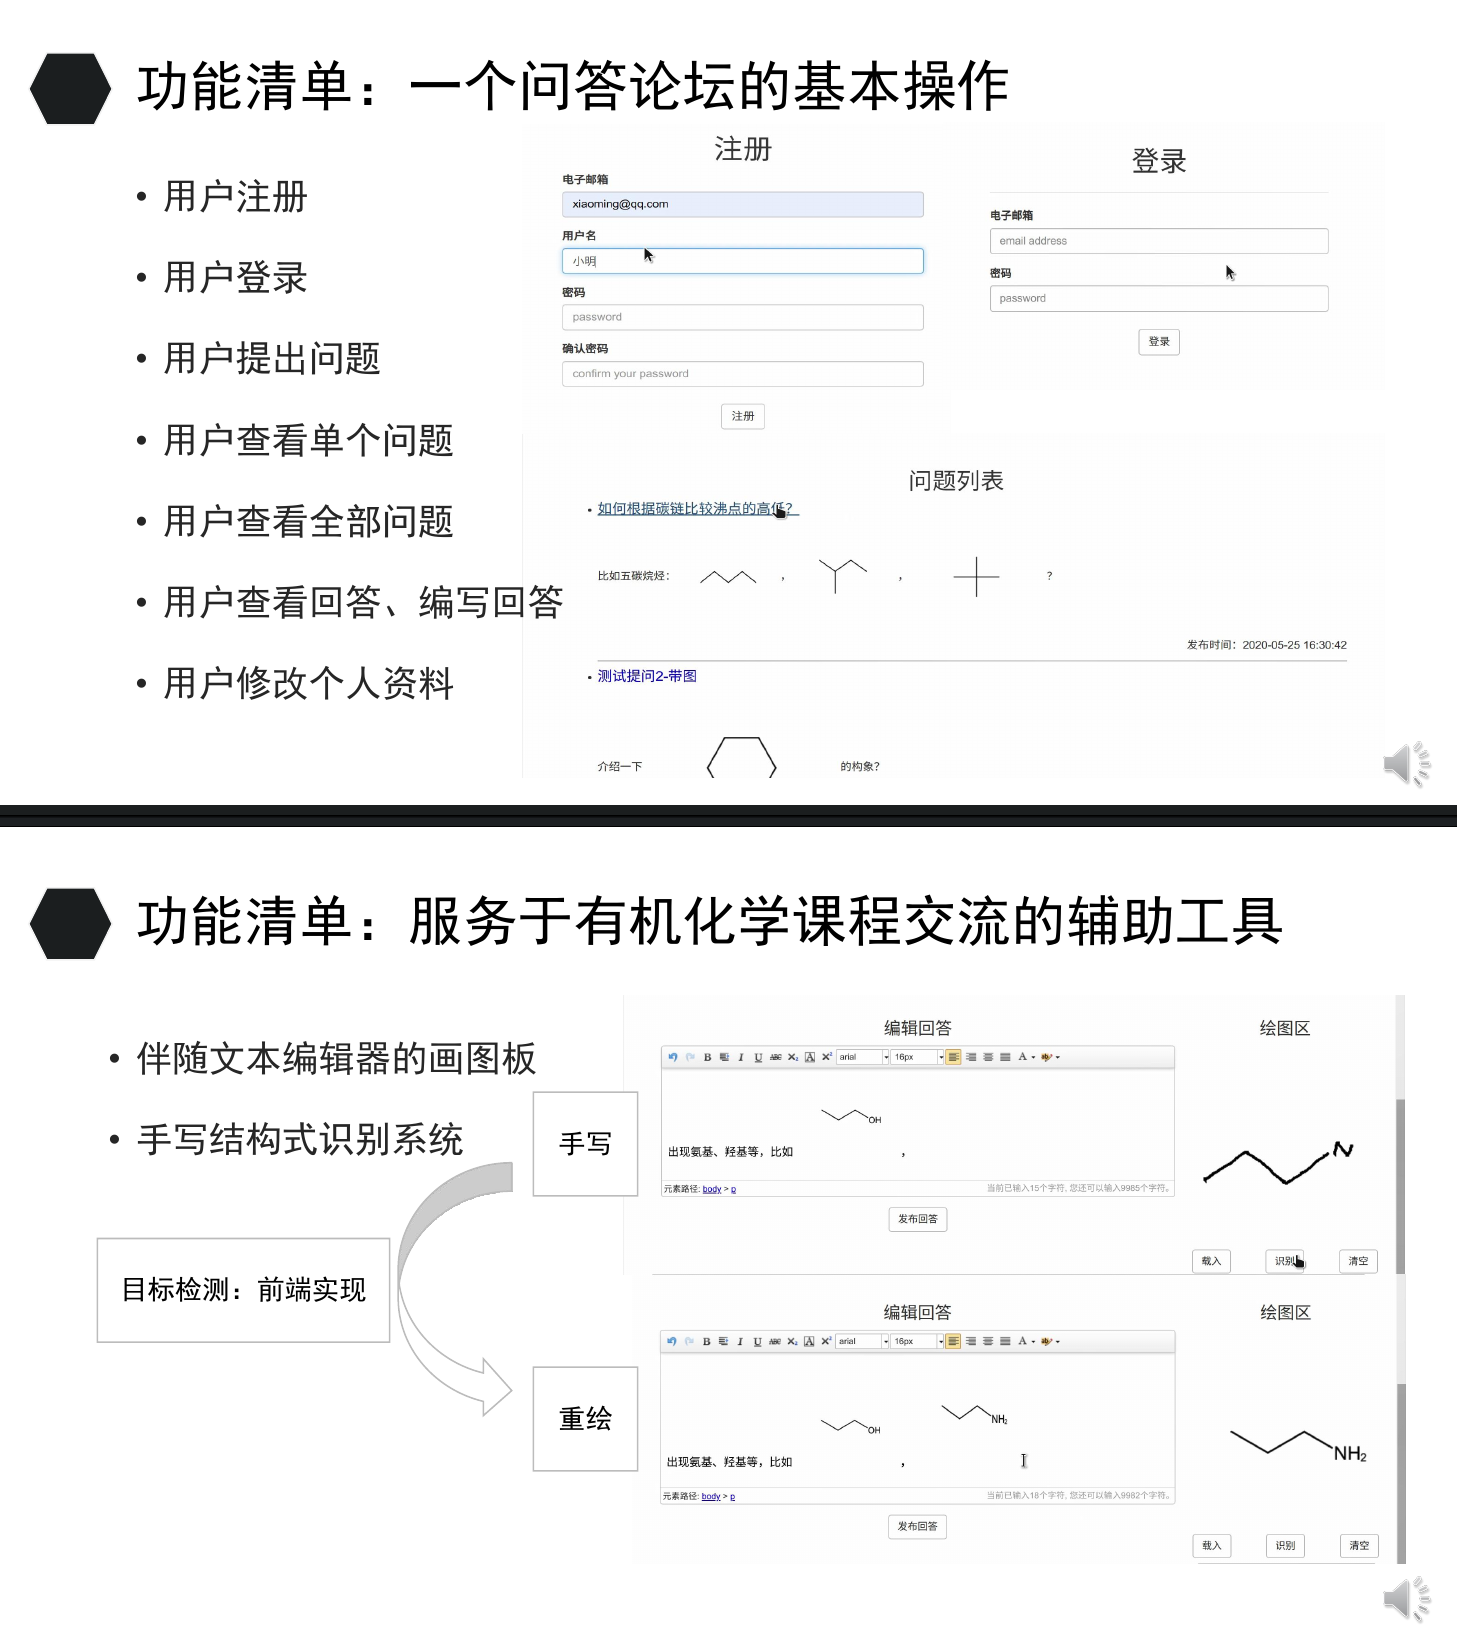 功能清单：一个问答论坛的基本操作
• 用户注册
• 用户登录
• 用户提出问题
• 用户查看单个问题
• 用户查看全部问题
• 用户查看回答、编写回答
• 用户修改个人资料
注册
电子邮箱
xiaoming@qq.com
用户名
小明
密码
password
确认密码
confirm your password
注册
登录
电子邮箱
email address
密码
password
登录
问题列表
• 如何根据碳链比较沸点的高低？
比如五碳烷烃： ， ， ？
发布时间：2020-05-25 16:30:42
• 测试提问2-带图
介绍一下 的构象？
功能清单：服务于有机化学课程交流的辅助工具
• 伴随文本编辑器的画图板
• 手写结构式识别系统
手写
目标检测：前端实现
重绘
编辑回答
B I U ABC X₂ A X² arial 16px A ab
OH
出现氨基、羟基等，比如 ，
元素路径: body > p
当前已输入15个字符, 您还可以输入9985个字符。
发布回答
绘图区
N
载入 识别 清空
编辑回答
B I U ABC X₂ A X² arial 16px A ab
OH NH₂
出现氨基、羟基等，比如 ，
元素路径: body > p
当前已输入18个字符, 您还可以输入9982个字符。
发布回答
绘图区
NH₂
载入 识别 清空